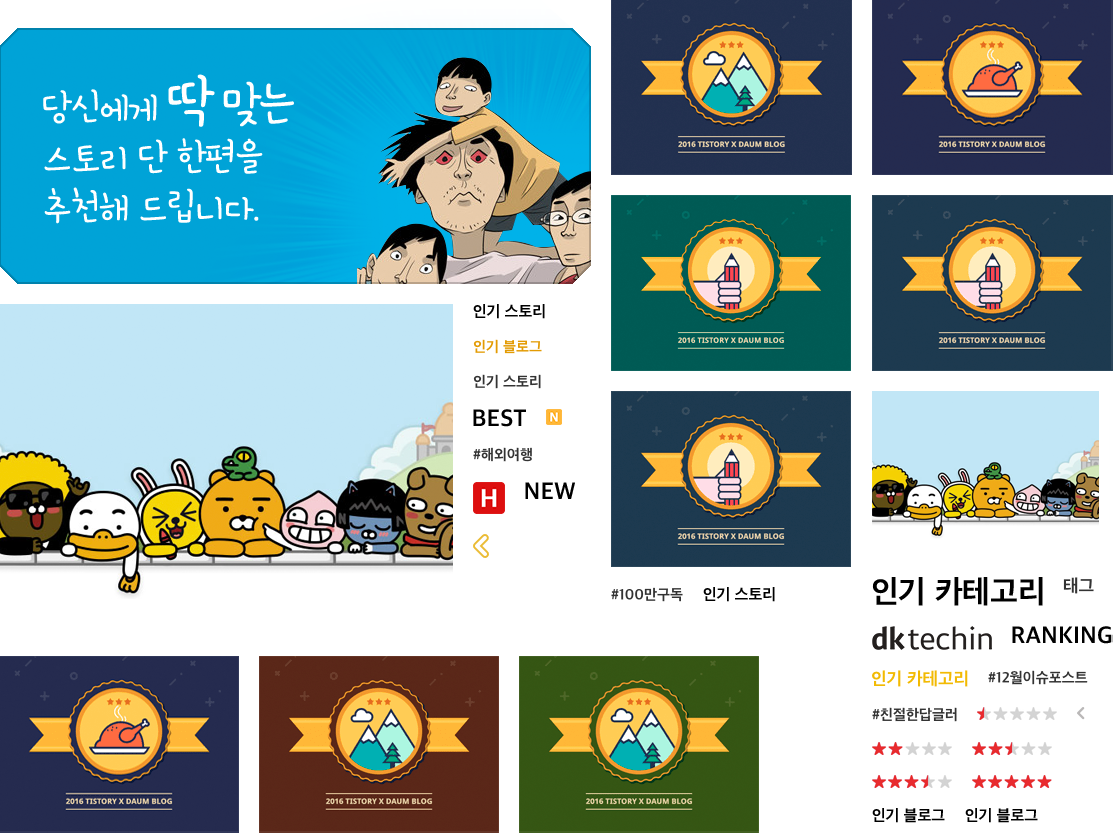 당신에게 딱 맞는
스토리 단 한편을
추천해 드립니다.
2016 TISTORY X DAUM BLOG
2016 TISTORY X DAUM BLOG
2016 TISTORY X DAUM BLOG
2016 TISTORY X DAUM BLOG
인기 스토리
인기 블로그
인기 스토리
BEST N
#해외여행
H NEW
2016 TISTORY X DAUM BLOG
#100만구독 인기 스토리
인기 카테고리 태그
dktechin RANKING
인기 카테고리 #12월이슈포스트
#친절한답글러
인기 블로그 인기 블로그
2016 TISTORY X DAUM BLOG
2016 TISTORY X DAUM BLOG
2016 TISTORY X DAUM BLOG